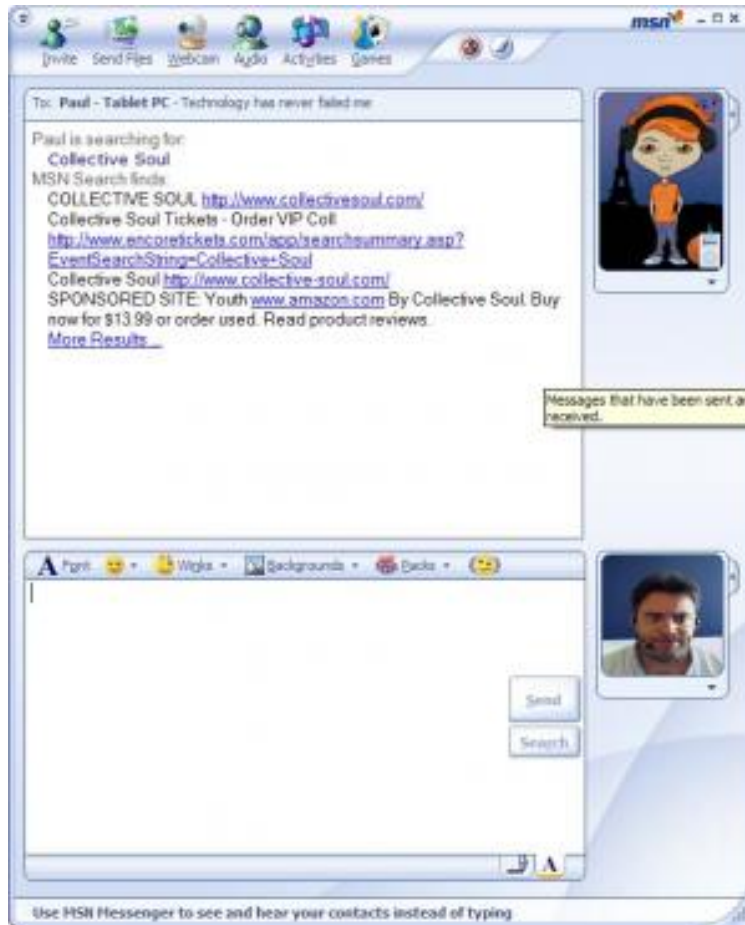 msn
Invite Send Files Webcam Audio Activities Games
To: Paul - Tablet PC - Technology has never failed me
Paul is searching for:
Collective Soul
MSN Search finds:
COLLECTIVE SOUL http://www.collectivesoul.com/
Collective Soul Tickets - Order VIP Coll
http://www.encoretickets.com/app/searchsummary.asp?
EventSearchString=Collective+Soul
Collective Soul http://www.collective-soul.com/
SPONSORED SITE: Youth www.amazon.com By Collective Soul. Buy
now for $13.99 or order used. Read product reviews.
More Results ...
Messages that have been sent a
received.
A Font Winks Backgrounds Packs
Send
Search
A
Use MSN Messenger to see and hear your contacts instead of typing